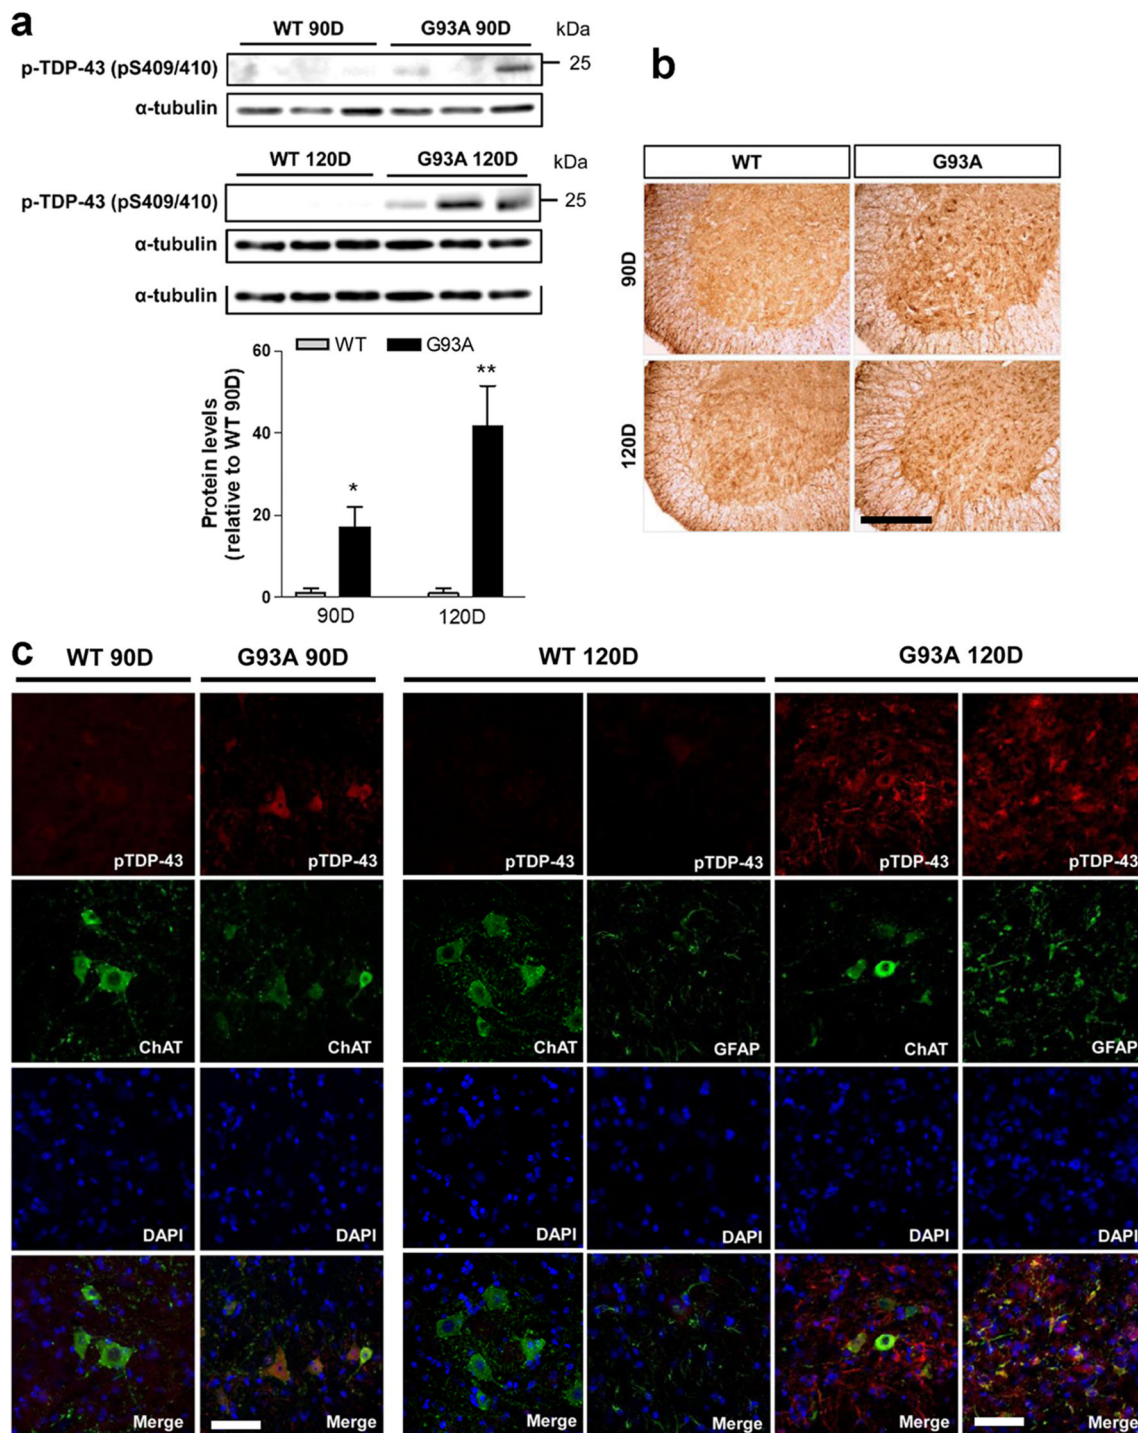 a
WT 90D G93A 90D kDa
p-TDP-43 (pS409/410) 25
α-tubulin
WT 120D G93A 120D kDa
p-TDP-43 (pS409/410) 25
α-tubulin
α-tubulin
WT G93A
Protein levels
(relative to WT 90D)
60
40
20
0
* **
90D 120D
b
WT G93A
90D
120D
c
WT 90D G93A 90D WT 120D G93A 120D
pTDP-43 pTDP-43 pTDP-43 pTDP-43 pTDP-43 pTDP-43
ChAT ChAT ChAT GFAP ChAT GFAP
DAPI DAPI DAPI DAPI DAPI DAPI
Merge Merge Merge Merge Merge Merge